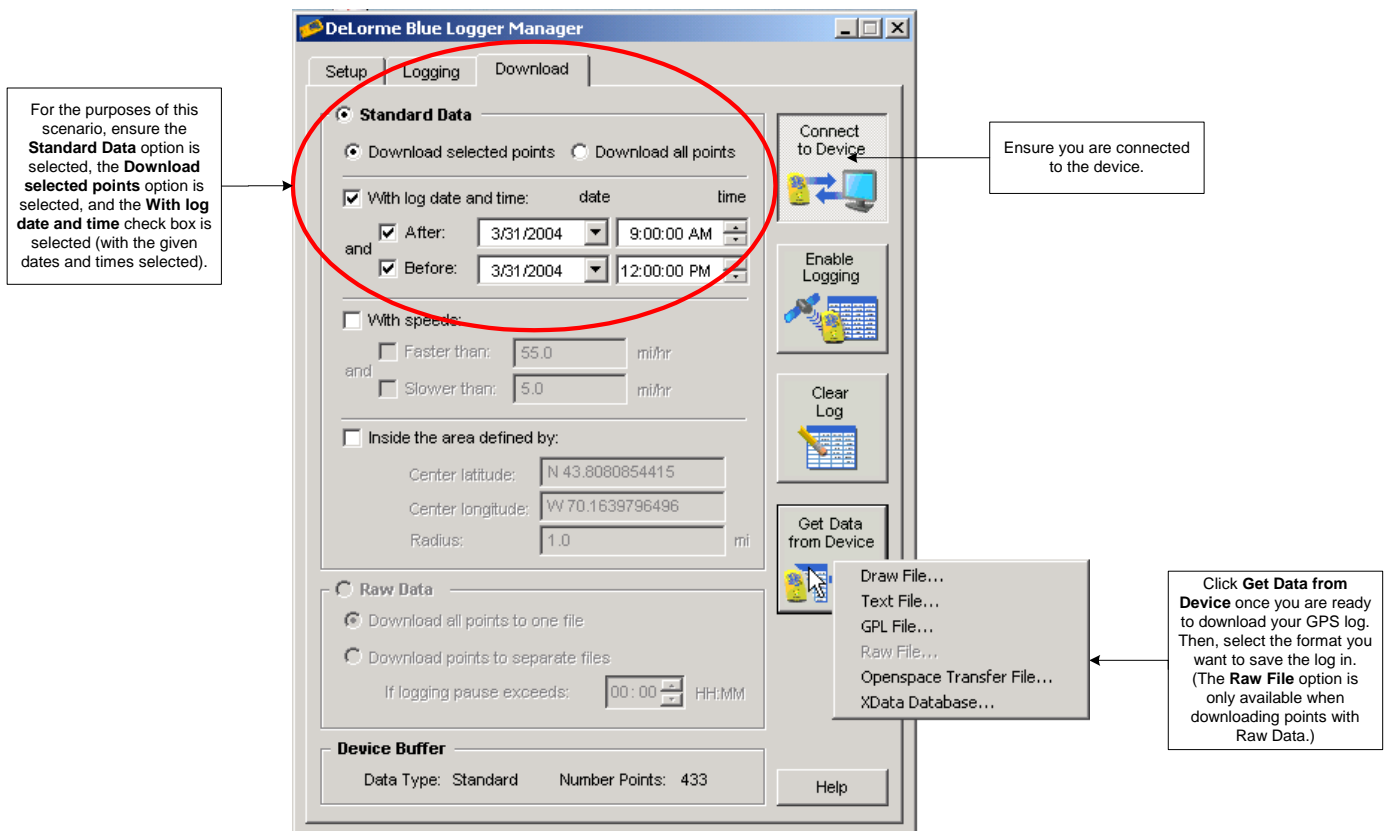 DeLorme Blue Logger Manager
Setup Logging Download
For the purposes of this
scenario, ensure the
Standard Data option is
selected, the Download
selected points option is
selected, and the With log
date and time check box is
selected (with the given
dates and times selected).
Standard Data
Download selected points Download all points
With log date and time: date time
and
After: 3/31/2004 9:00:00 AM
Before: 3/31/2004 12:00:00 PM
With speeds:
and
Faster than: 55.0 mi/hr
Slower than: 5.0 mi/hr
Inside the area defined by:
Center latitude: N 43.8080854415
Center longitude: W 70.1639796496
Radius: 1.0 mi
Raw Data
Download all points to one file
Download points to separate files
If logging pause exceeds: 00:00 HH:MM
Device Buffer
Data Type: Standard Number Points: 433
Connect
to Device
Ensure you are connected
to the device.
Enable
Logging
Clear
Log
Get Data
from Device
Draw File...
Text File...
GPL File...
Raw File...
Openspace Transfer File...
XData Database...
Click Get Data from
Device once you are ready
to download your GPS log.
Then, select the format you
want to save the log in.
(The Raw File option is
only available when
downloading points with
Raw Data.)
Help